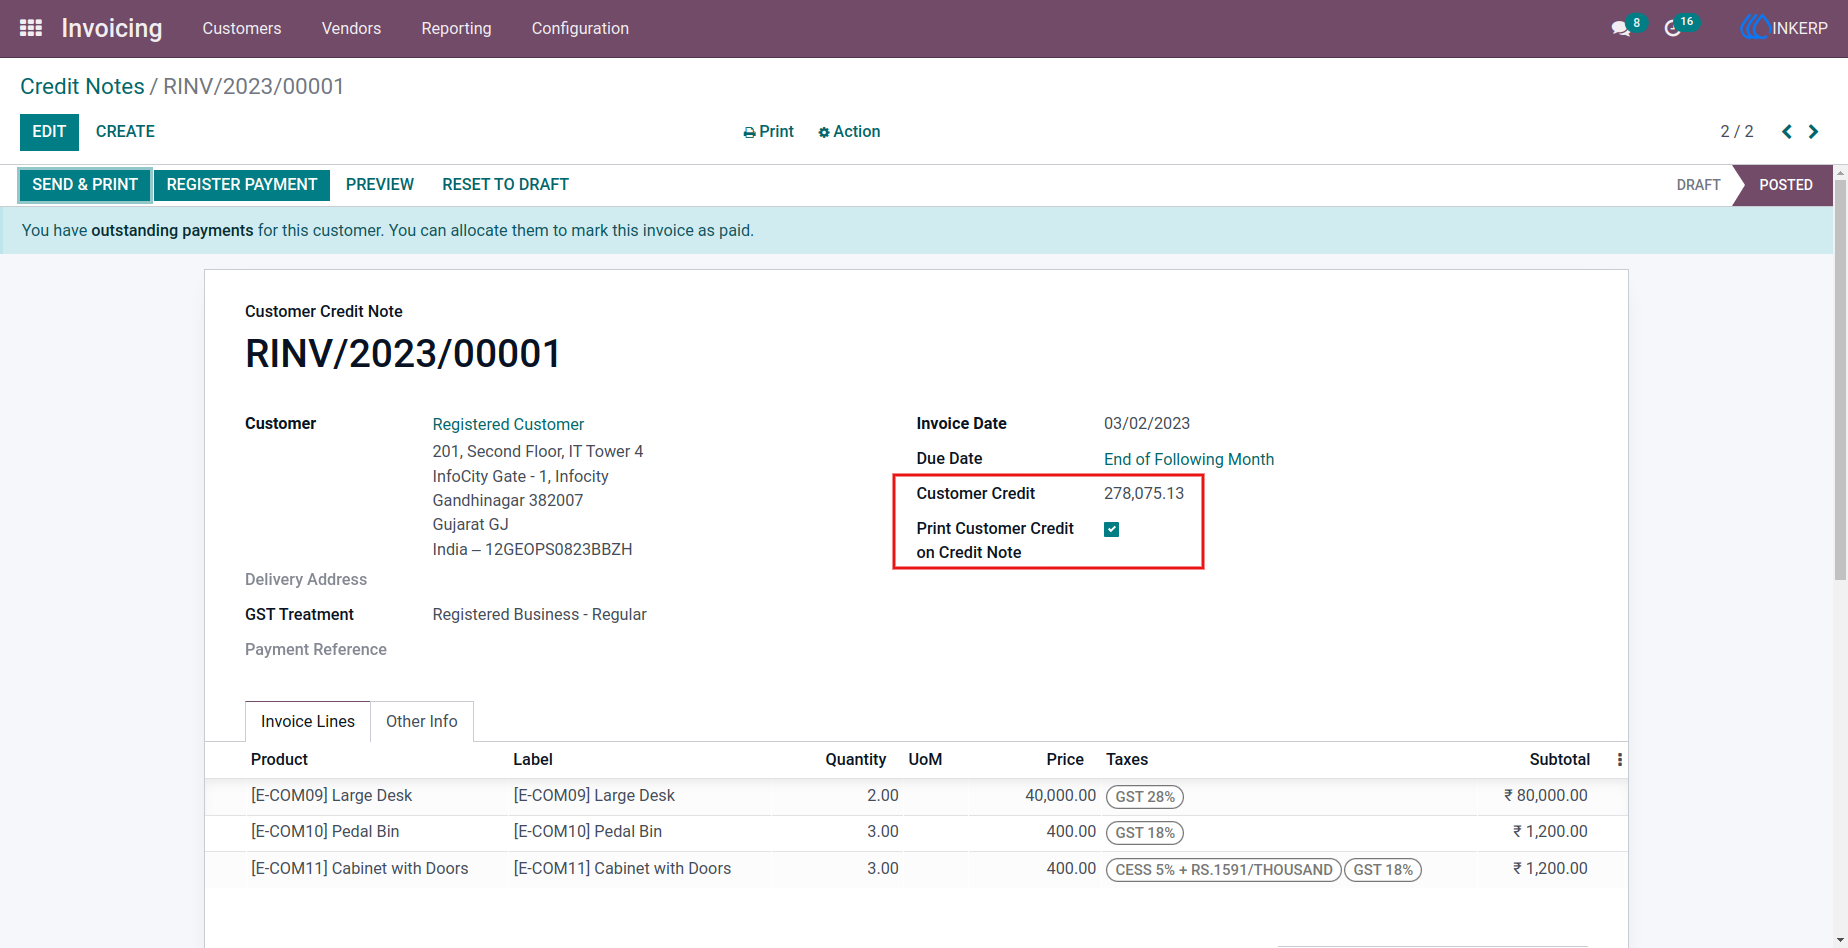 Invoicing Customers Vendors Reporting Configuration 8 16 INKERP
Credit Notes / RINV/2023/00001
EDIT CREATE Print Action 2 / 2
SEND & PRINT REGISTER PAYMENT PREVIEW RESET TO DRAFT DRAFT POSTED
You have outstanding payments for this customer. You can allocate them to mark this invoice as paid.
Customer Credit Note
RINV/2023/00001
Customer Registered Customer
201, Second Floor, IT Tower 4
InfoCity Gate - 1, Infocity
Gandhinagar 382007
Gujarat GJ
India – 12GEOPS0823BBZH
Delivery Address
GST Treatment Registered Business - Regular
Payment Reference
Invoice Date 03/02/2023
Due Date End of Following Month
Customer Credit 278,075.13
Print Customer Credit
on Credit Note
Invoice Lines Other Info
Product Label Quantity UoM Price Taxes Subtotal
[E-COM09] Large Desk [E-COM09] Large Desk 2.00 40,000.00 GST 28% ₹ 80,000.00
[E-COM10] Pedal Bin [E-COM10] Pedal Bin 3.00 400.00 GST 18% ₹ 1,200.00
[E-COM11] Cabinet with Doors [E-COM11] Cabinet with Doors 3.00 400.00 CESS 5% + RS.1591/THOUSAND GST 18% ₹ 1,200.00